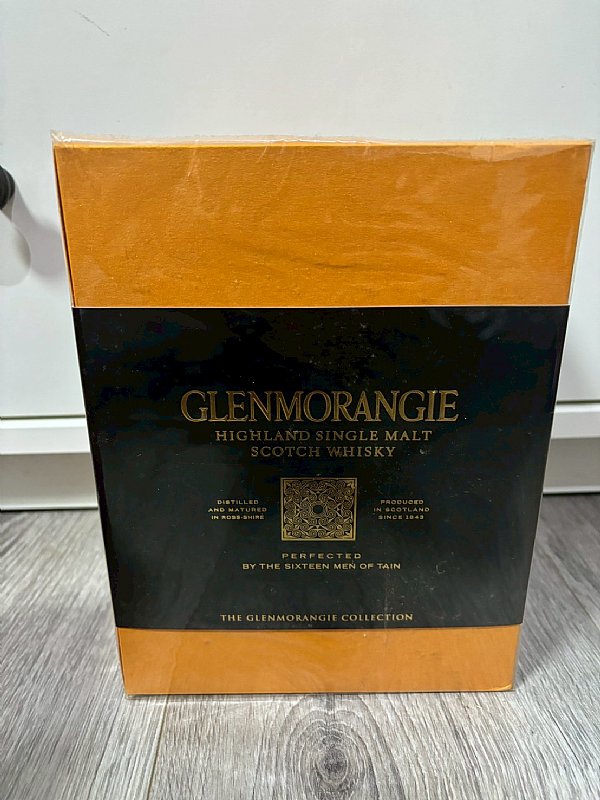 GLENMORANGIE
HIGHLAND SINGLE MALT
SCOTCH WHISKY
DISTILLED
AND MATURED
IN ROSS-SHIRE
PRODUCED
IN SCOTLAND
SINCE 1843
PERFECTED
BY THE SIXTEEN MEN OF TAIN
THE GLENMORANGIE COLLECTION